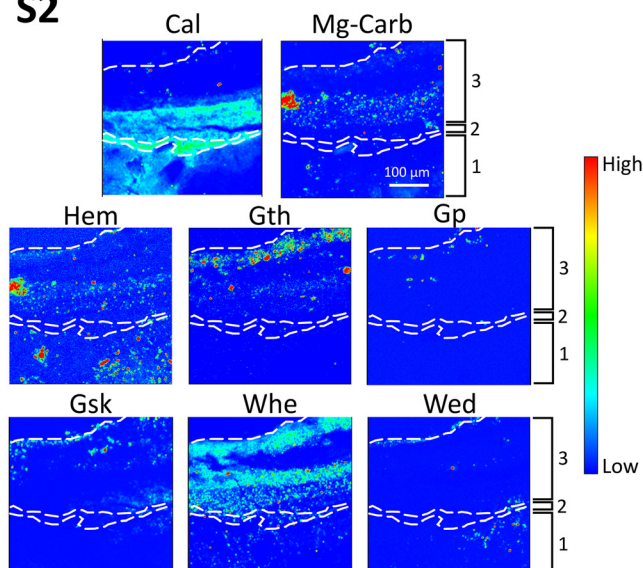 S2
Cal Mg-Carb
3
2
1
100 µm
High
Hem Gth Gp
3
2
1
Gsk Whe Wed
Low
3
2
1